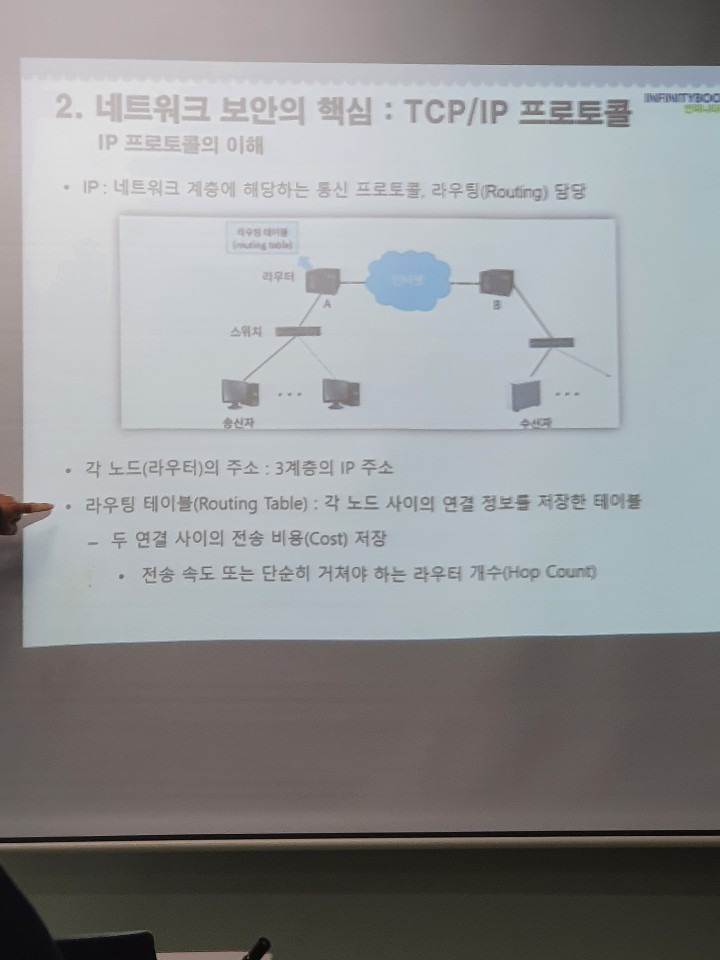 2. 네트워크 보안의 핵심 : TCP/IP 프로토콜
INFINITYBOO
IP 프로토콜의 이해
• IP : 네트워크 계층에 해당하는 통신 프로토콜, 라우팅(Routing) 담당
라우팅 테이블
(routing table)
라우터
인터넷
A
B
스위치
송신자
수신자
• 각 노드(라우터)의 주소 : 3계층의 IP 주소
• 라우팅 테이블(Routing Table) : 각 노드 사이의 연결 정보를 저장한 테이블
– 두 연결 사이의 전송 비용(Cost) 저장
• 전송 속도 또는 단순히 거쳐야 하는 라우터 개수(Hop Count)